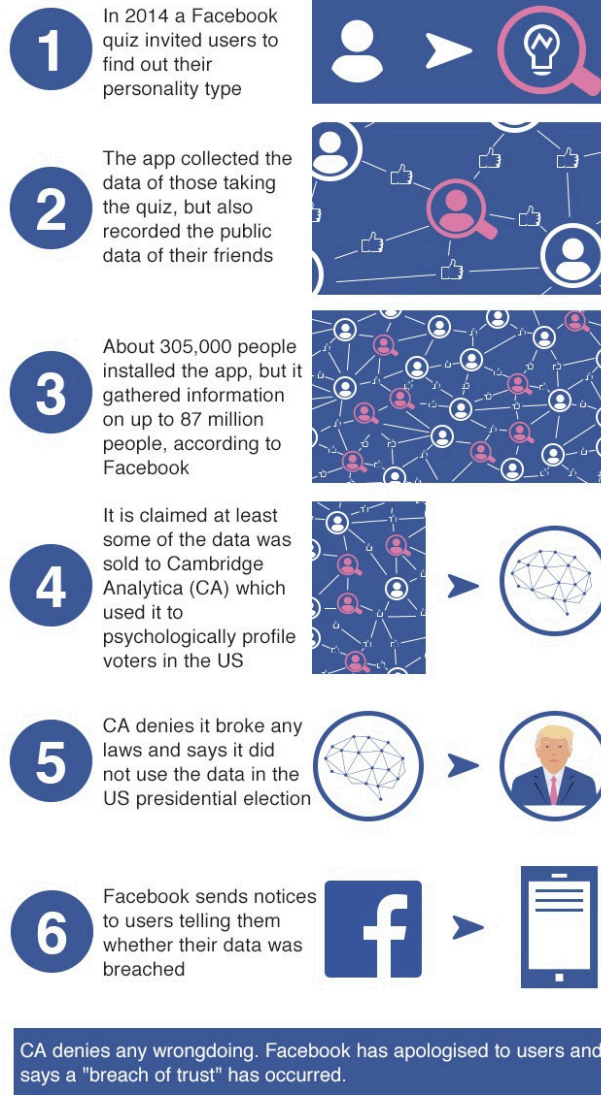 1
In 2014 a Facebook
quiz invited users to
find out their
personality type
2
The app collected the
data of those taking
the quiz, but also
recorded the public
data of their friends
3
About 305,000 people
installed the app, but it
gathered information
on up to 87 million
people, according to
Facebook
4
It is claimed at least
some of the data was
sold to Cambridge
Analytica (CA) which
used it to
psychologically profile
voters in the US
5
CA denies it broke any
laws and says it did
not use the data in the
US presidential election
6
Facebook sends notices
to users telling them
whether their data was
breached
f
CA denies any wrongdoing. Facebook has apologised to users and
says a "breach of trust" has occurred.